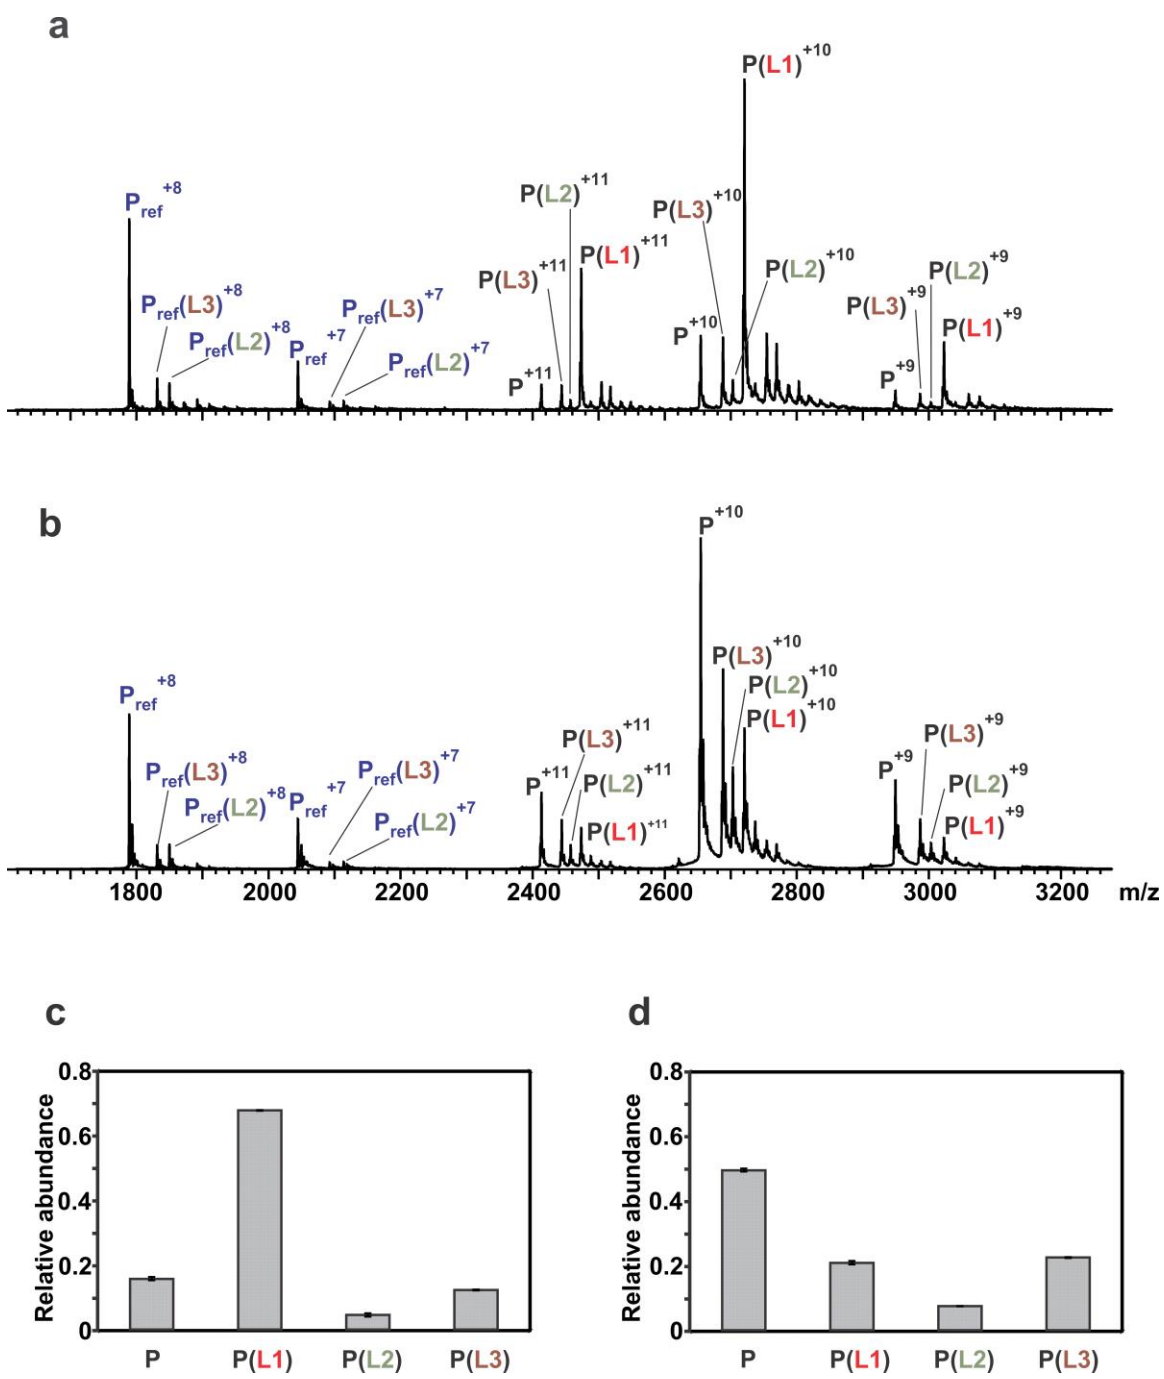 a
P(L1)+10
P(L2)+11
Pref+8
P(L3)+10
P(L1)+11
P(L2)+10
P(L2)+9
P(L3)+11
Pref(L3)+8
Pref(L3)+7
P(L3)+9
P(L1)+9
Pref(L2)+8
Pref+7
P+10
Pref(L2)+7
P+11
P+9
b
P+10
P(L3)+10
P(L2)+10
Pref+8
P(L1)+10
P(L3)+11
P(L3)+9
Pref(L3)+8
Pref(L3)+7
P+11
P(L2)+11
P+9
P(L2)+9
Pref(L2)+8
Pref+7
Pref(L2)+7
P(L1)+11
P(L1)+9
1800 2000 2200 2400 2600 2800 3000 3200 m/z
c
Relative abundance
0.8
0.6
0.4
0.2
0
P P(L1) P(L2) P(L3)
d
Relative abundance
0.8
0.6
0.4
0.2
0
P P(L1) P(L2) P(L3)